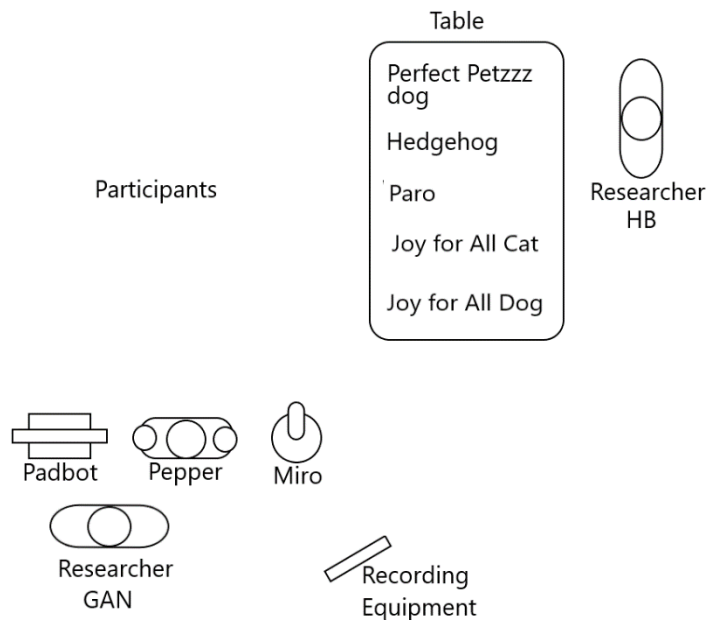 Table
Perfect Petzzz
dog
Hedgehog
Participants
Paro
Researcher
HB
Joy for All Cat
Joy for All Dog
Padbot
Pepper
Miro
Researcher
GAN
Recording
Equipment